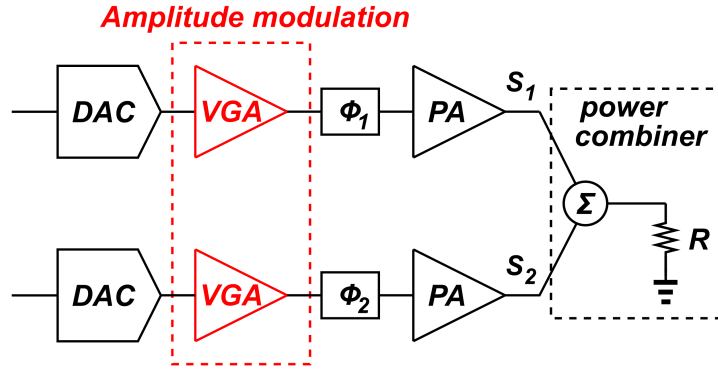 Amplitude modulation
DAC
VGA
Φ1
PA
S1
power
combiner
Σ
R
DAC
VGA
Φ2
PA
S2